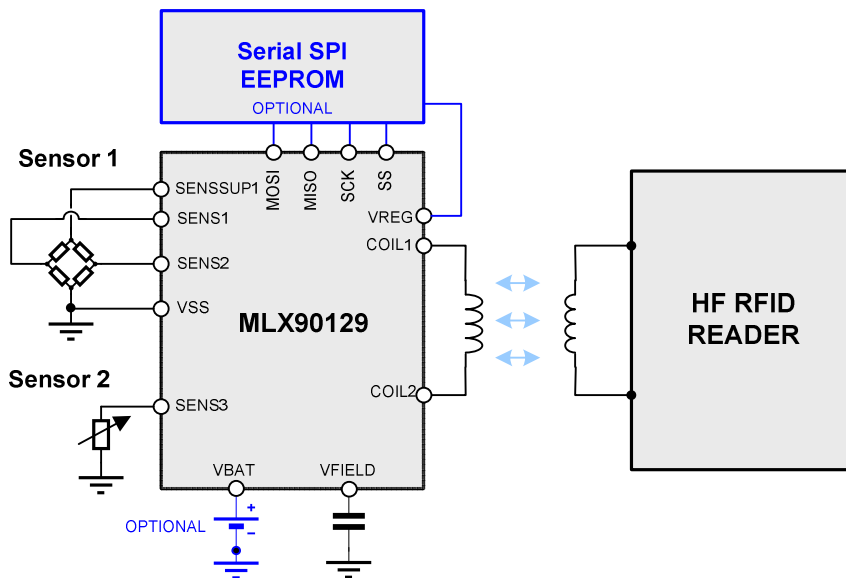 Serial SPI
EEPROM
OPTIONAL
Sensor 1
MOSI
MISO
SCK
SS
SENSSUP1
SENS1
SENS2
VSS
VREG
COIL1
MLX90129
HF RFID
READER
Sensor 2
SENS3
COIL2
VBAT
VFIELD
OPTIONAL
+
−